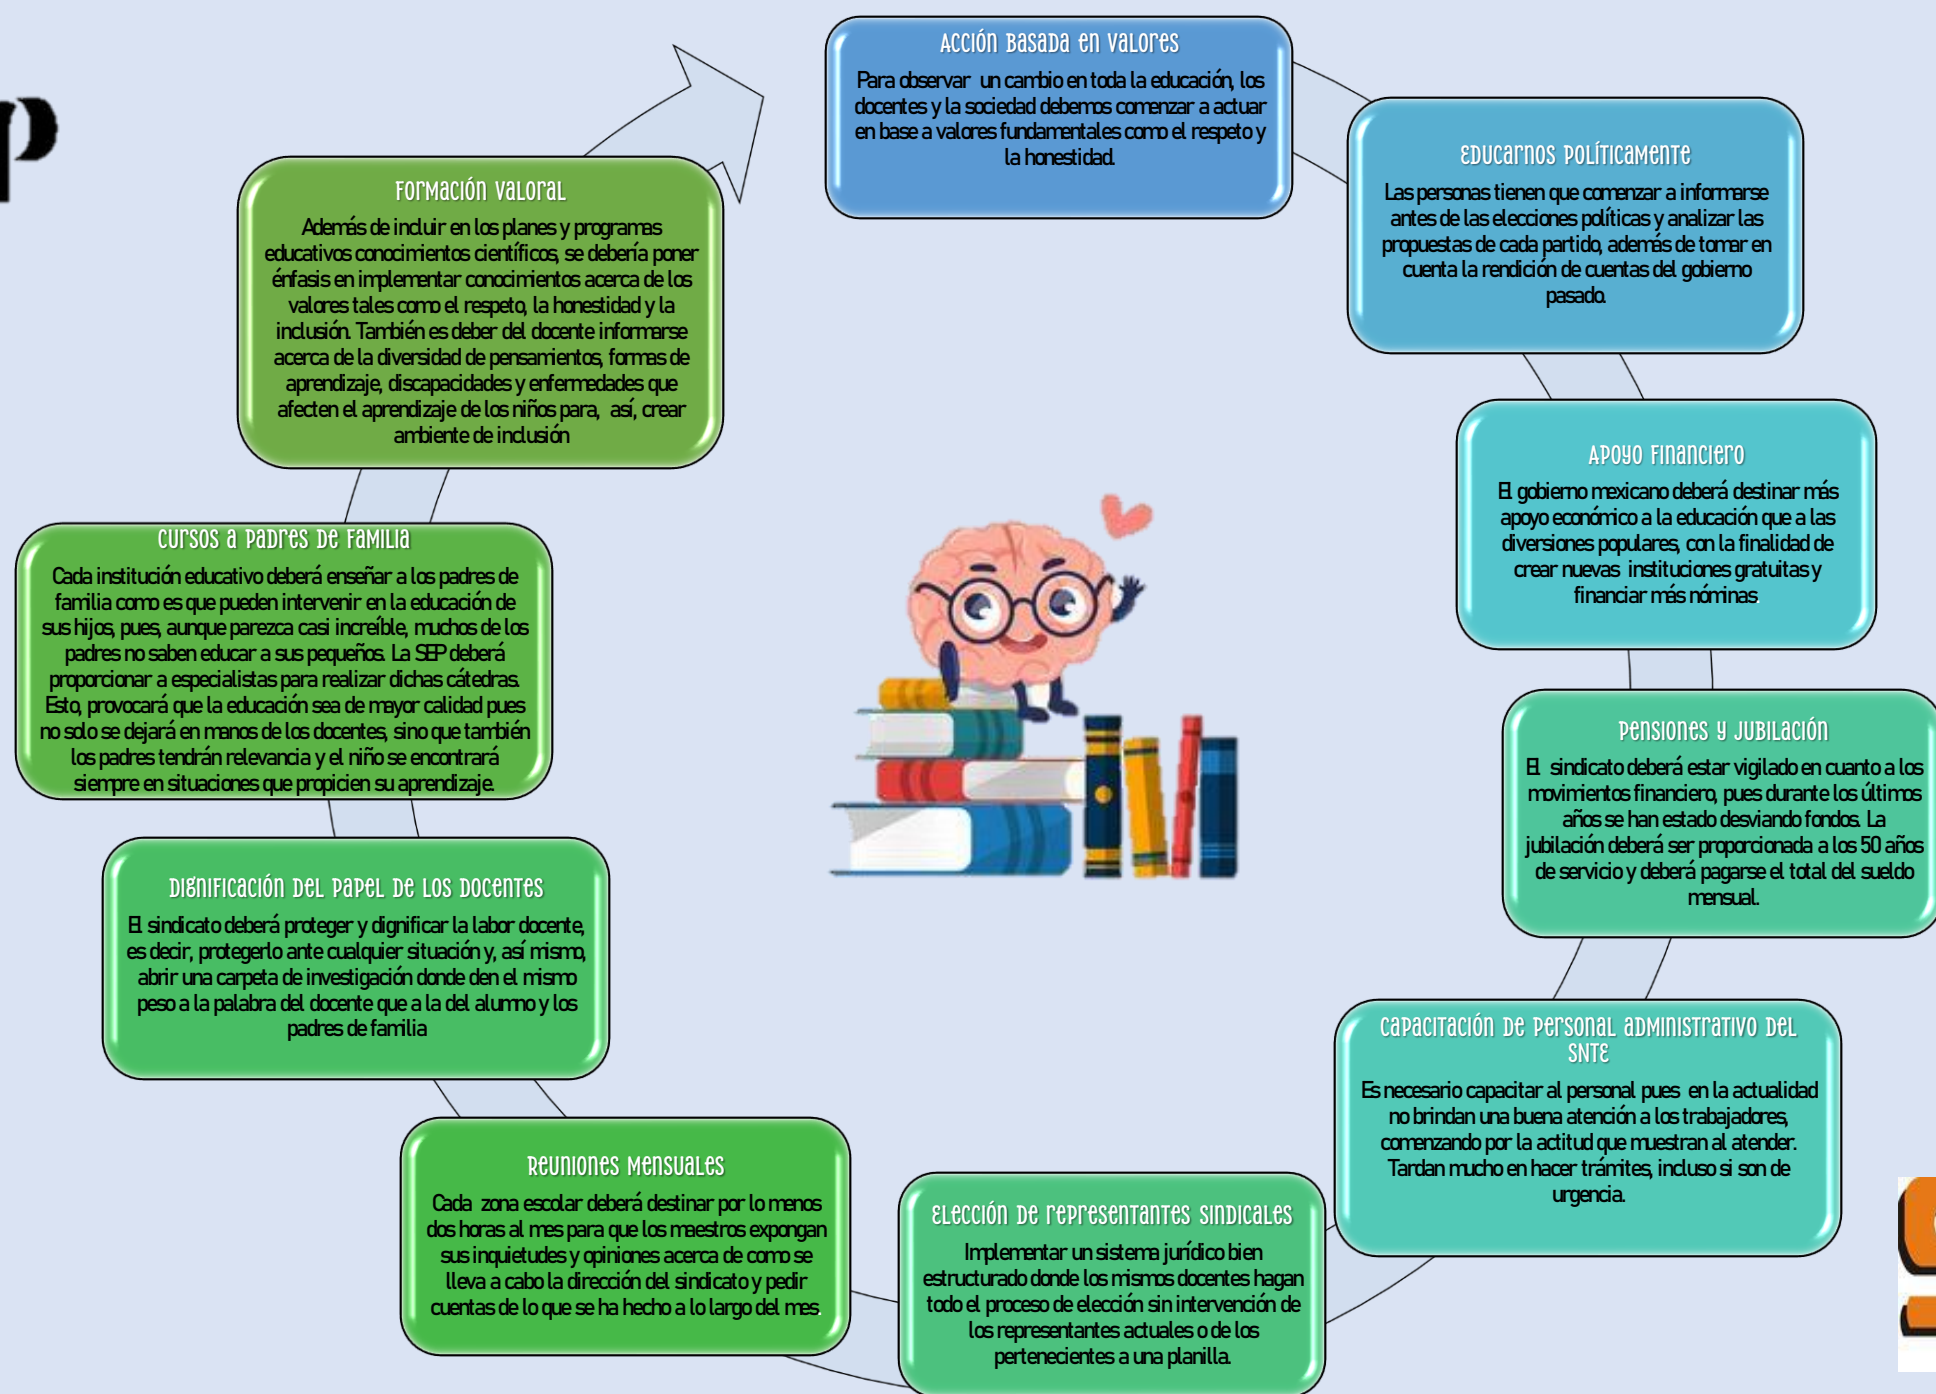 p
Acción basada en valores
Para observar un cambio en toda la educación, los
docentes y la sociedad debemos comenzar a actuar
en base a valores fundamentales como el respeto y
la honestidad.
Educarnos políticamente
Las personas tienen que comenzar a informarse
antes de las elecciones políticas y analizar las
propuestas de cada partido, además de tomar en
cuenta la rendición de cuentas del gobierno
pasado.
Apoyo financiero
El gobierno mexicano deberá destinar más
apoyo económico a la educación que a las
diversiones populares, con la finalidad de
crear nuevas instituciones gratuitas y
financiar más nóminas.
Pensiones y jubilación
El sindicato deberá estar vigilado en cuanto a los
movimientos financiero, pues durante los últimos
años se han estado desviando fondos. La
jubilación deberá ser proporcionada a los 50 años
de servicio y deberá pagarse el total del sueldo
mensual.
Capacitación de personal administrativo del
SNTE
Es necesario capacitar al personal pues en la actualidad
no brindan una buena atención a los trabajadores,
comenzando por la actitud que muestran al atender.
Tardan mucho en hacer trámites, incluso si son de
urgencia.
Elección de representantes sindicales
Implementar un sistema jurídico bien
estructurado donde los mismos docentes hagan
todo el proceso de elección sin intervención de
los representantes actuales o de los
pertenecientes a una planilla.
Reuniones mensuales
Cada zona escolar deberá destinar por lo menos
dos horas al mes para que los maestros expongan
sus inquietudes y opiniones acerca de como se
lleva a cabo la dirección del sindicato y pedir
cuentas de lo que se ha hecho a lo largo del mes.
Dignificación del papel de los docentes
El sindicato deberá proteger y dignificar la labor docente,
es decir, protegerlo ante cualquier situación y, así mismo,
abrir una carpeta de investigación donde den el mismo
peso a la palabra del docente que a la del alumno y los
padres de familia
Cursos a padres de familia
Cada institución educativo deberá enseñar a los padres de
familia como es que pueden intervenir en la educación de
sus hijos, pues, aunque parezca casi increíble, muchos de los
padres no saben educar a sus pequeños. La SEP deberá
proporcionar a especialistas para realizar dichas cátedras.
Esto, provocará que la educación sea de mayor calidad pues
no solo se dejará en manos de los docentes, sino que también
los padres tendrán relevancia y el niño se encontrará
siempre en situaciones que propicien su aprendizaje.
Formación valoral
Además de incluir en los planes y programas
educativos conocimientos científicos, se debería poner
énfasis en implementar conocimientos acerca de los
valores tales como el respeto, la honestidad y la
inclusión. También es deber del docente informarse
acerca de la diversidad de pensamientos, formas de
aprendizaje, discapacidades y enfermedades que
afecten el aprendizaje de los niños para, así, crear
ambiente de inclusión